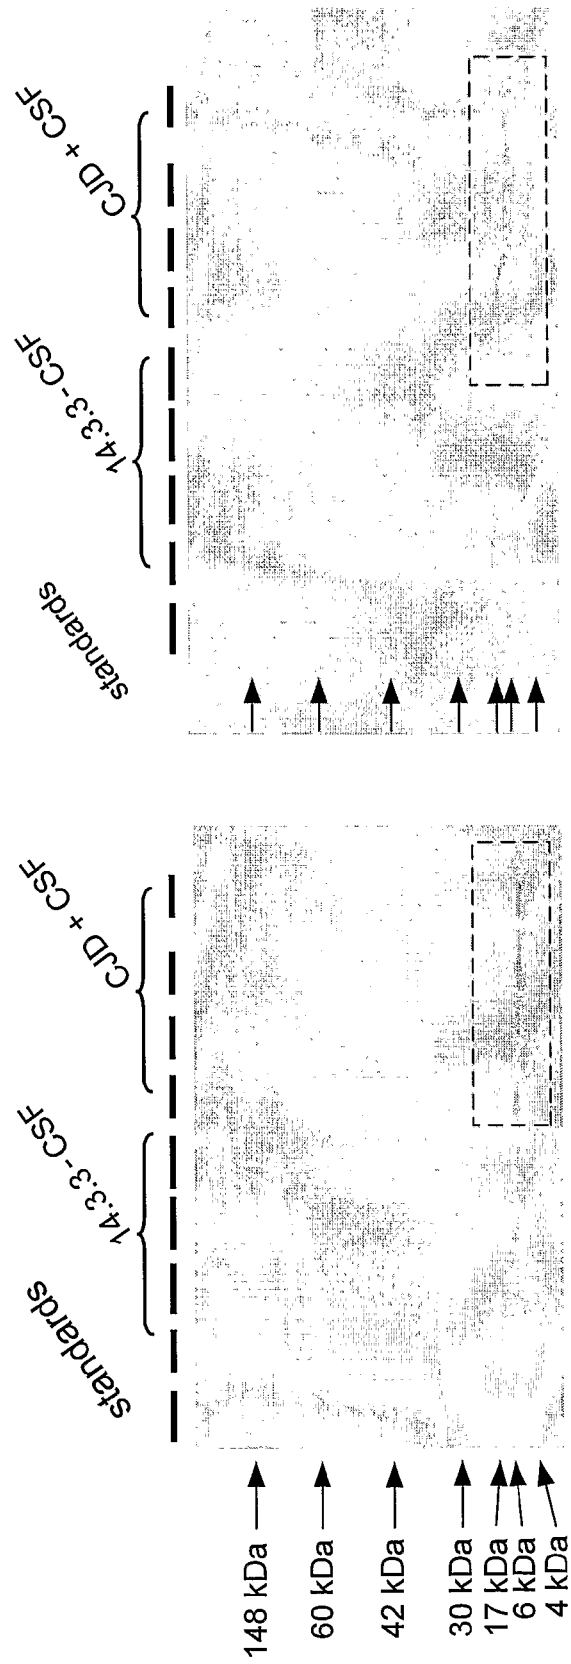 standards
14.3.3-CSF
CJD + CSF
standards
14.3.3-CSF
CJD + CSF
148 kDa
60 kDa
42 kDa
30 kDa
17 kDa
6 kDa
4 kDa